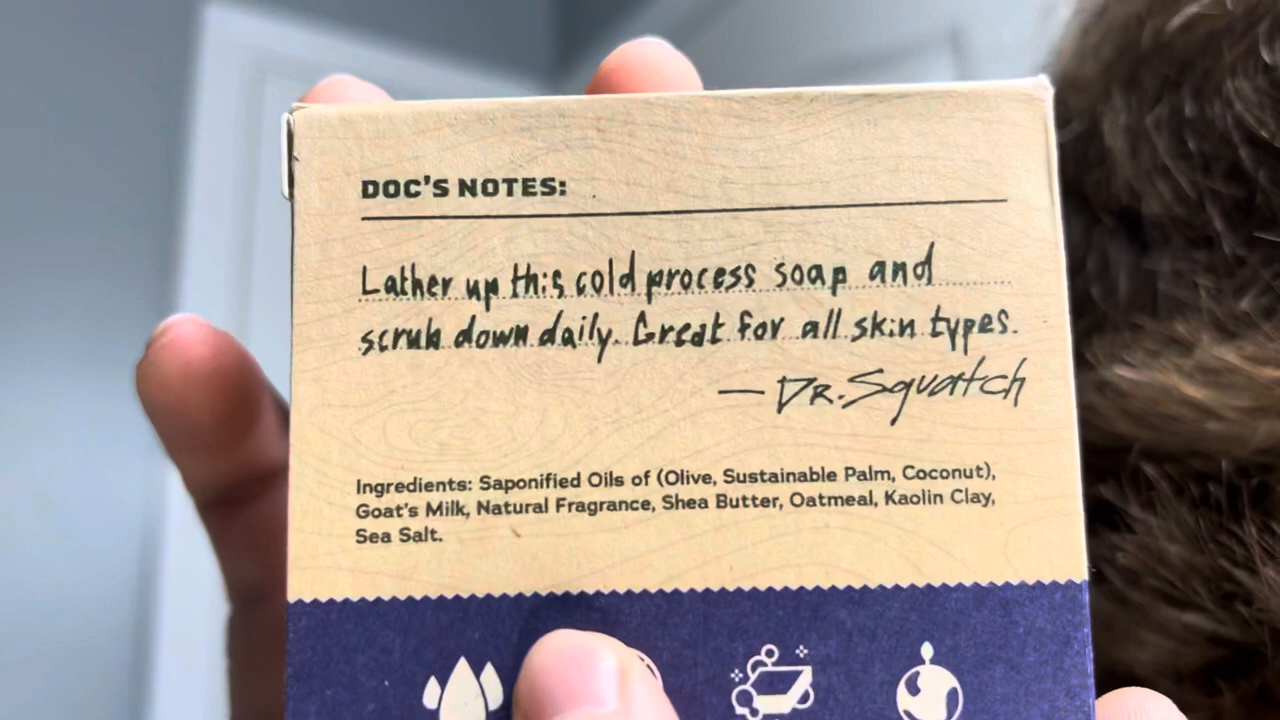 DOC'S NOTES:
Lather up this cold process soap and
scrub down daily. Great for all skin types.
— DR. Squatch
Ingredients: Saponified Oils of (Olive, Sustainable Palm, Coconut),
Goat's Milk, Natural Fragrance, Shea Butter, Oatmeal, Kaolin Clay,
Sea Salt.